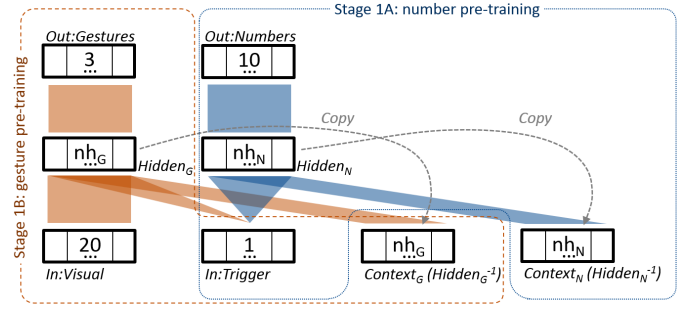 Stage 1A: number pre-training
Stage 1B: gesture pre-training
Out:Gestures
Out:Numbers
3
...
10
...
Copy
Copy
nh_G
...
Hidden_G
nh_N
...
Hidden_N
20
...
1
...
nh_G
...
nh_N
...
In:Visual
In:Trigger
Context_G (Hidden_G^-1)
Context_N (Hidden_N^-1)